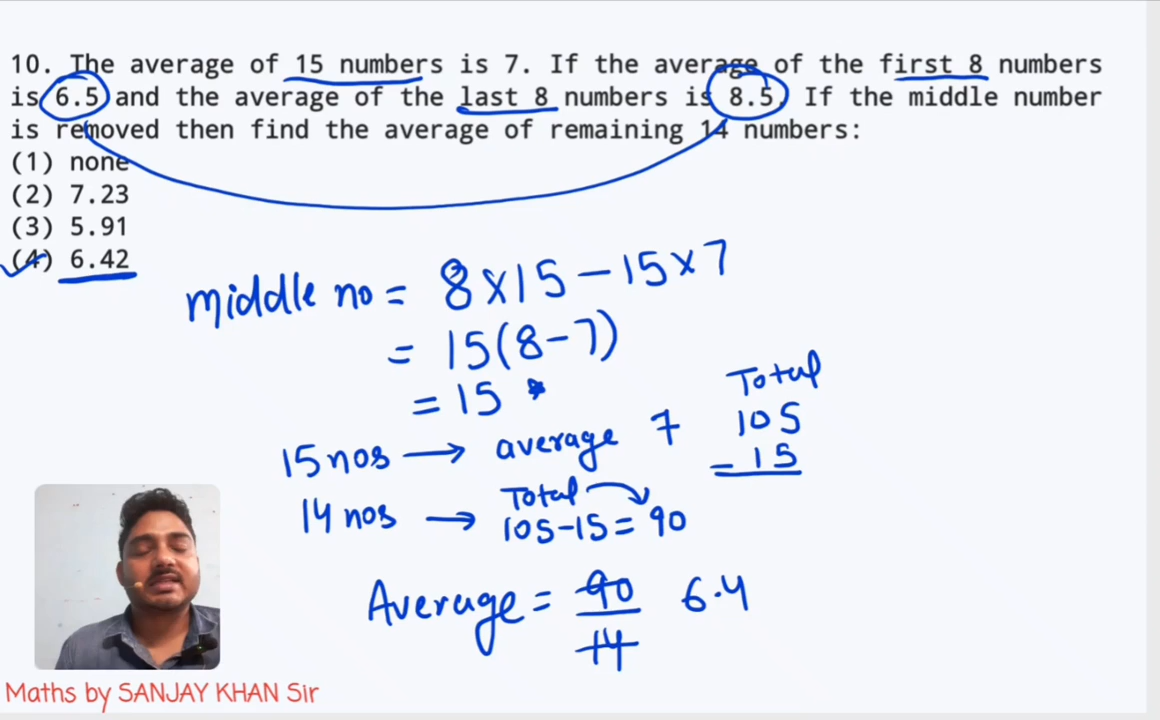 10. The average of 15 numbers is 7. If the average of the first 8 numbers
is 6.5 and the average of the last 8 numbers is 8.5. If the middle number
is removed then find the average of remaining 14 numbers:
(1) none
(2) 7.23
(3) 5.91
(4) 6.42
middle no = 8×15-15×7
= 15(8-7)
= 15
Total
15 nos → average 7 105
- 15
Total
14 nos → 105-15 = 90
Average = 90/14 6.4
Maths by SANJAY KHAN Sir